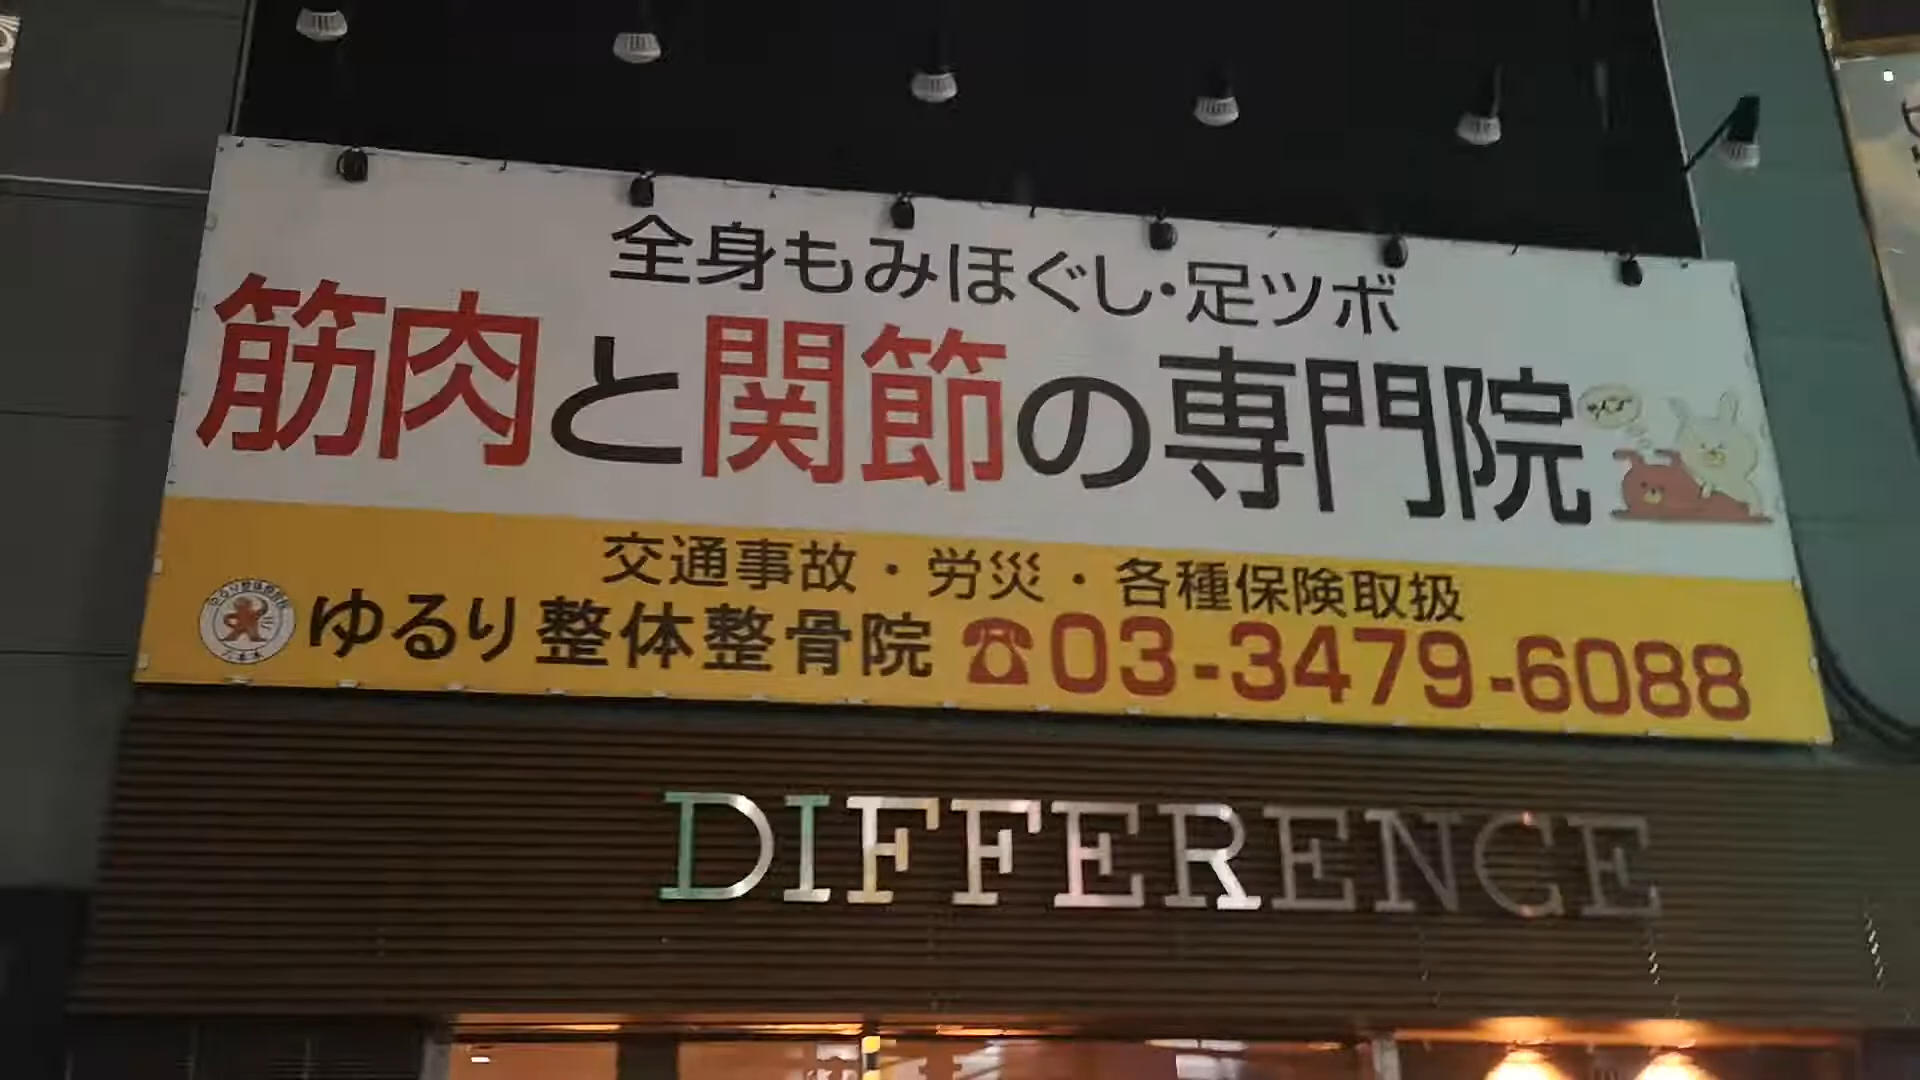 全身もみほぐし・足ツボ
筋肉と関節の専門院
交通事故・労災・各種保険取扱
ゆるり整体整骨院 ☎03-3479-6088
DIFFERENCE